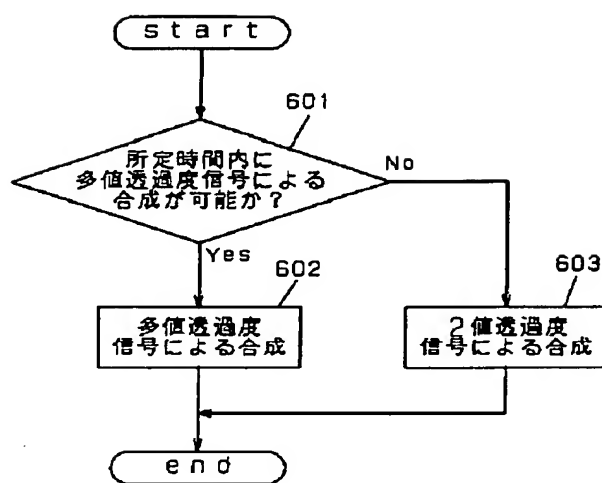 start
601
所定時間内に
多値透過度信号による
合成が可能か？
No
Yes
602
603
多値透過度
信号による合成
2値透過度
信号による合成
end